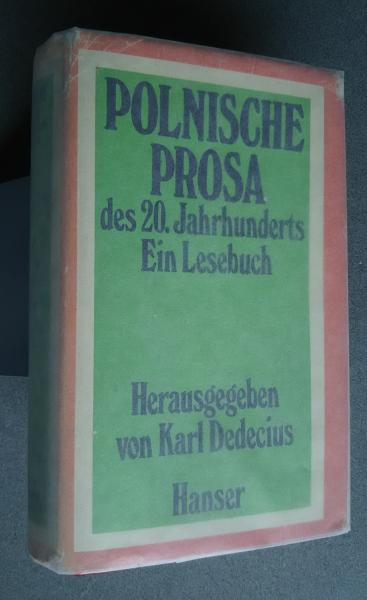 POLNISCHE
PROSA
des 20. Jahrhunderts
Ein Lesebuch
Herausgegeben
von Karl Dedecius
Hanser